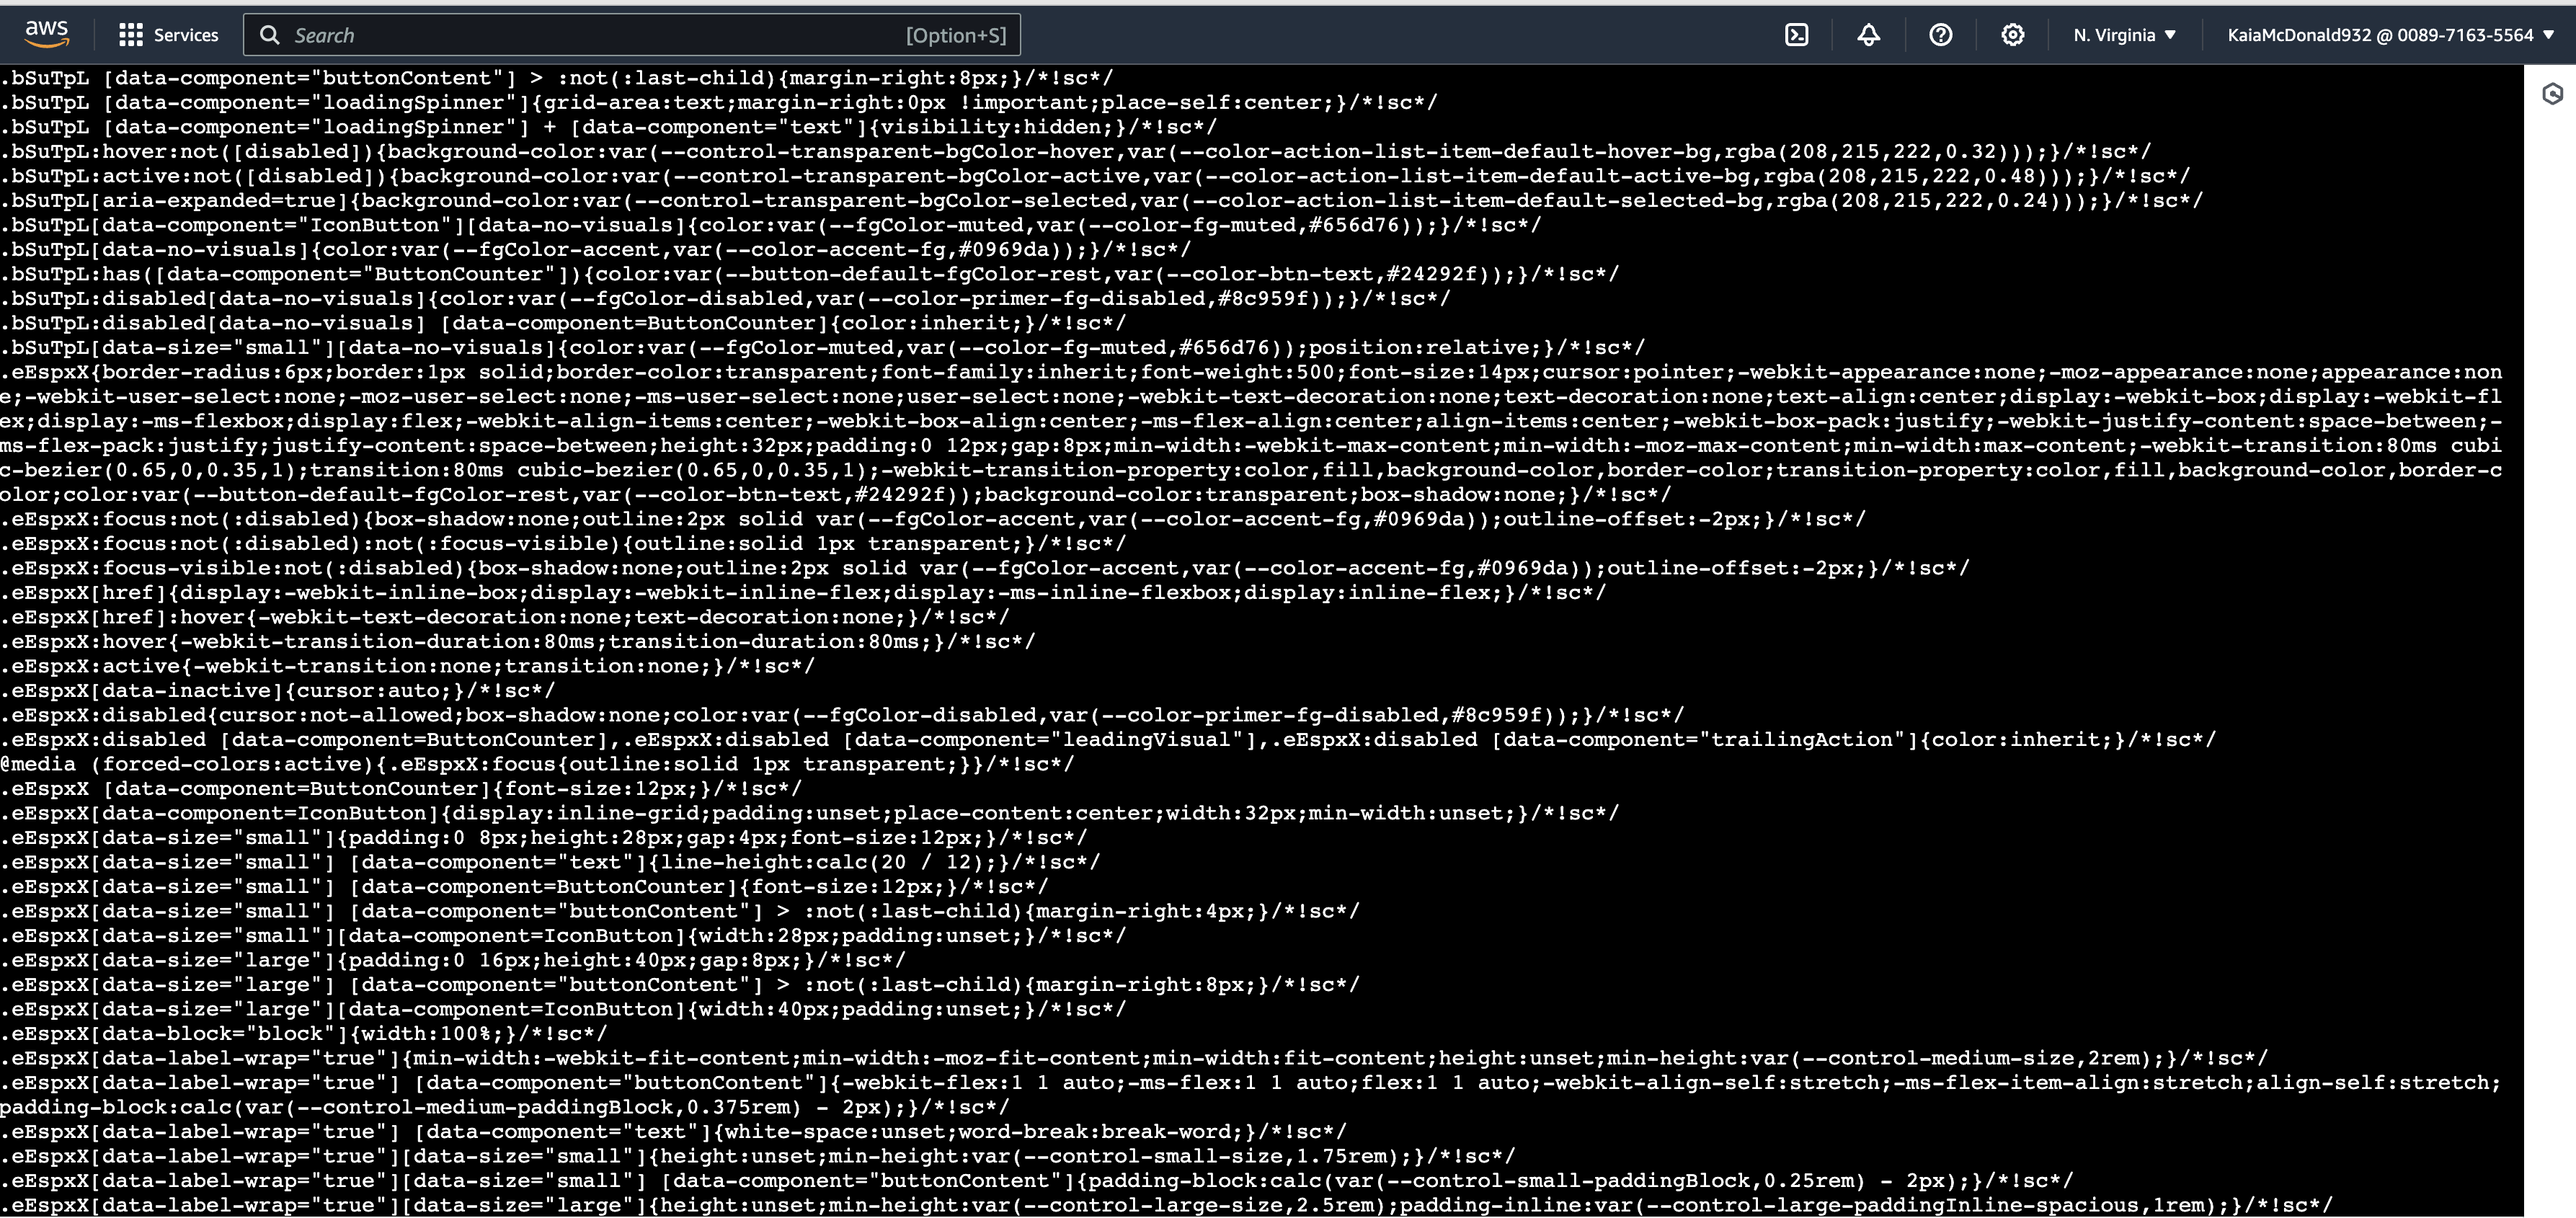 aws Services Search [Option+S] N. Virginia ▼ KaiaMcDonald932 @ 0089-7163-5564 ▼
.bSuTpL [data-component="buttonContent"] > :not(:last-child){margin-right:8px;}/*!sc*/
.bSuTpL [data-component="loadingSpinner"]{grid-area:text;margin-right:0px !important;place-self:center;}/*!sc*/
.bSuTpL [data-component="loadingSpinner"] + [data-component="text"]{visibility:hidden;}/*!sc*/
.bSuTpL:hover:not([disabled]){background-color:var(--control-transparent-bgColor-hover,var(--color-action-list-item-default-hover-bg,rgba(208,215,222,0.32)));}/*!sc*/
.bSuTpL:active:not([disabled]){background-color:var(--control-transparent-bgColor-active,var(--color-action-list-item-default-active-bg,rgba(208,215,222,0.48)));}/*!sc*/
.bSuTpL[aria-expanded=true]{background-color:var(--control-transparent-bgColor-selected,var(--color-action-list-item-default-selected-bg,rgba(208,215,222,0.24)));}/*!sc*/
.bSuTpL[data-component="IconButton"][data-no-visuals]{color:var(--fgColor-muted,var(--color-fg-muted,#656d76));}/*!sc*/
.bSuTpL[data-no-visuals]{color:var(--fgColor-accent,var(--color-accent-fg,#0969da));}/*!sc*/
.bSuTpL:has([data-component="ButtonCounter"]){color:var(--button-default-fgColor-rest,var(--color-btn-text,#24292f));}/*!sc*/
.bSuTpL:disabled[data-no-visuals]{color:var(--fgColor-disabled,var(--color-primer-fg-disabled,#8c959f));}/*!sc*/
.bSuTpL:disabled[data-no-visuals] [data-component=ButtonCounter]{color:inherit;}/*!sc*/
.bSuTpL[data-size="small"][data-no-visuals]{color:var(--fgColor-muted,var(--color-fg-muted,#656d76));position:relative;}/*!sc*/
.eEspxX{border-radius:6px;border:1px solid;border-color:transparent;font-family:inherit;font-weight:500;font-size:14px;cursor:pointer;-webkit-appearance:none;-moz-appearance:none;appearance:non
e;-webkit-user-select:none;-moz-user-select:none;-ms-user-select:none;user-select:none;-webkit-text-decoration:none;text-decoration:none;text-align:center;display:-webkit-box;display:-webkit-fl
ex;display:-ms-flexbox;display:flex;-webkit-align-items:center;-webkit-box-align:center;-ms-flex-align:center;align-items:center;-webkit-box-pack:justify;-webkit-justify-content:space-between;-
ms-flex-pack:justify;justify-content:space-between;height:32px;padding:0 12px;gap:8px;min-width:-webkit-max-content;min-width:-moz-max-content;min-width:max-content;-webkit-transition:80ms cubi
c-bezier(0.65,0,0.35,1);transition:80ms cubic-bezier(0.65,0,0.35,1);-webkit-transition-property:color,fill,background-color,border-color;transition-property:color,fill,background-color,border-c
olor;color:var(--button-default-fgColor-rest,var(--color-btn-text,#24292f));background-color:transparent;box-shadow:none;}/*!sc*/
.eEspxX:focus:not(:disabled){box-shadow:none;outline:2px solid var(--fgColor-accent,var(--color-accent-fg,#0969da));outline-offset:-2px;}/*!sc*/
.eEspxX:focus:not(:disabled):not(:focus-visible){outline:solid 1px transparent;}/*!sc*/
.eEspxX:focus-visible:not(:disabled){box-shadow:none;outline:2px solid var(--fgColor-accent,var(--color-accent-fg,#0969da));outline-offset:-2px;}/*!sc*/
.eEspxX[href]{display:-webkit-inline-box;display:-webkit-inline-flex;display:-ms-inline-flexbox;display:inline-flex;}/*!sc*/
.eEspxX[href]:hover{-webkit-text-decoration:none;text-decoration:none;}/*!sc*/
.eEspxX:hover{-webkit-transition-duration:80ms;transition-duration:80ms;}/*!sc*/
.eEspxX:active{-webkit-transition:none;transition:none;}/*!sc*/
.eEspxX[data-inactive]{cursor:auto;}/*!sc*/
.eEspxX:disabled{cursor:not-allowed;box-shadow:none;color:var(--fgColor-disabled,var(--color-primer-fg-disabled,#8c959f));}/*!sc*/
.eEspxX:disabled [data-component=ButtonCounter],.eEspxX:disabled [data-component="leadingVisual"],.eEspxX:disabled [data-component="trailingAction"]{color:inherit;}/*!sc*/
@media (forced-colors:active){.eEspxX:focus{outline:solid 1px transparent;}}/*!sc*/
.eEspxX [data-component=ButtonCounter]{font-size:12px;}/*!sc*/
.eEspxX[data-component=IconButton]{display:inline-grid;padding:unset;place-content:center;width:32px;min-width:unset;}/*!sc*/
.eEspxX[data-size="small"]{padding:0 8px;height:28px;gap:4px;font-size:12px;}/*!sc*/
.eEspxX[data-size="small"] [data-component="text"]{line-height:calc(20 / 12);}/*!sc*/
.eEspxX[data-size="small"] [data-component=ButtonCounter]{font-size:12px;}/*!sc*/
.eEspxX[data-size="small"] [data-component="buttonContent"] > :not(:last-child){margin-right:4px;}/*!sc*/
.eEspxX[data-size="small"][data-component=IconButton]{width:28px;padding:unset;}/*!sc*/
.eEspxX[data-size="large"]{padding:0 16px;height:40px;gap:8px;}/*!sc*/
.eEspxX[data-size="large"] [data-component="buttonContent"] > :not(:last-child){margin-right:8px;}/*!sc*/
.eEspxX[data-size="large"][data-component=IconButton]{width:40px;padding:unset;}/*!sc*/
.eEspxX[data-block="block"]{width:100%;}/*!sc*/
.eEspxX[data-label-wrap="true"]{min-width:-webkit-fit-content;min-width:-moz-fit-content;min-width:fit-content;height:unset;min-height:var(--control-medium-size,2rem);}/*!sc*/
.eEspxX[data-label-wrap="true"] [data-component="buttonContent"]{-webkit-flex:1 1 auto;-ms-flex:1 1 auto;flex:1 1 auto;-webkit-align-self:stretch;-ms-flex-item-align:stretch;align-self:stretch;
padding-block:calc(var(--control-medium-paddingBlock,0.375rem) - 2px);}/*!sc*/
.eEspxX[data-label-wrap="true"] [data-component="text"]{white-space:unset;word-break:break-word;}/*!sc*/
.eEspxX[data-label-wrap="true"][data-size="small"]{height:unset;min-height:var(--control-small-size,1.75rem);}/*!sc*/
.eEspxX[data-label-wrap="true"][data-size="small"] [data-component="buttonContent"]{padding-block:calc(var(--control-small-paddingBlock,0.25rem) - 2px);}/*!sc*/
.eEspxX[data-label-wrap="true"][data-size="large"]{height:unset;min-height:var(--control-large-size,2.5rem);padding-inline:var(--control-large-paddingInline-spacious,1rem);}/*!sc*/